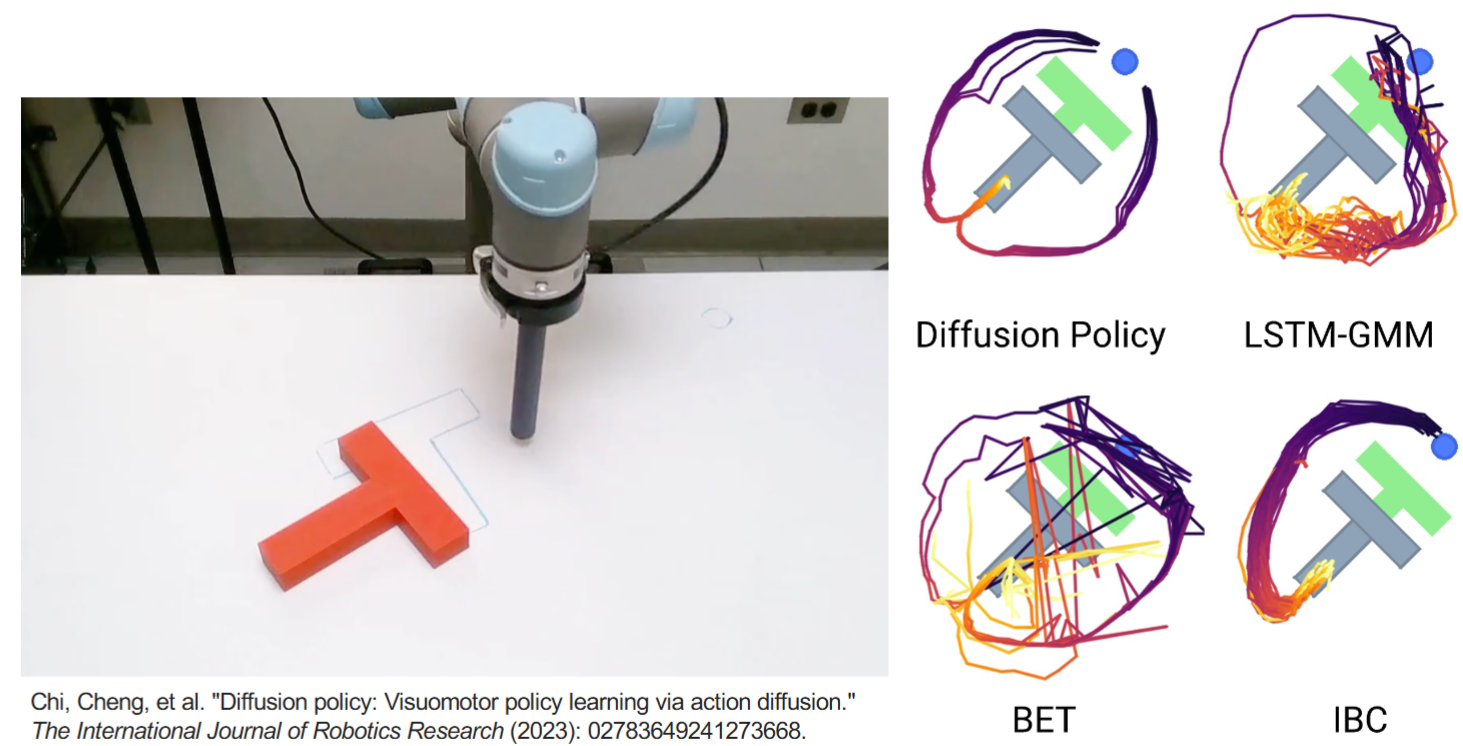 Diffusion Policy
LSTM-GMM
BET
IBC
Chi, Cheng, et al. "Diffusion policy: Visuomotor policy learning via action diffusion."
The International Journal of Robotics Research (2023): 02783649241273668.